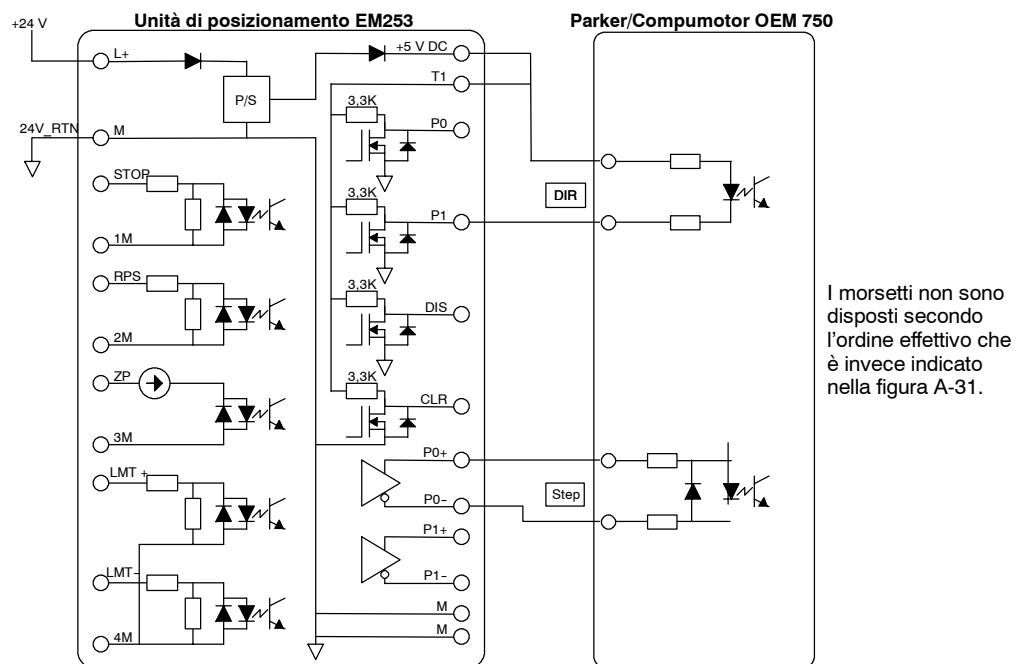 Unità di posizionamento EM253
Parker/Compumotor OEM 750
+24 V
L+
+5 V DC
T1
P/S
3,3K
P0
24V_RTN
M
STOP
DIR
3,3K
P1
1M
RPS
3,3K
DIS
2M
ZP
3,3K
CLR
3M
P0+
LMT +
Step
P0-
P1+
LMT-
P1-
M
4M
M
I morsetti non sono
disposti secondo
l'ordine effettivo che
è invece indicato
nella figura A-31.